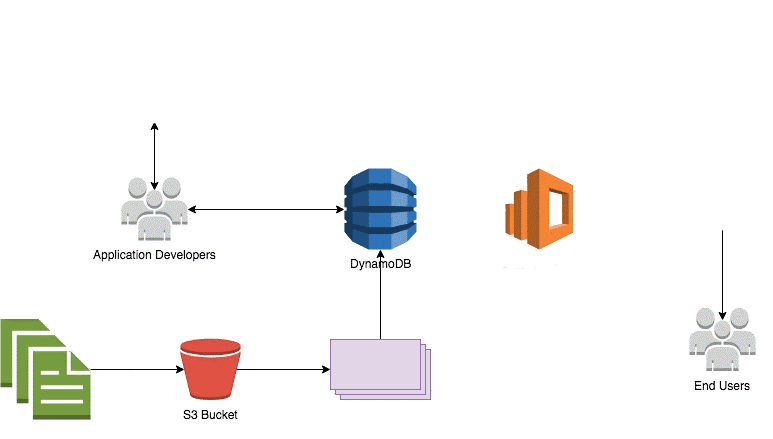 Application Developers
DynamoDB
S3 Bucket
End Users